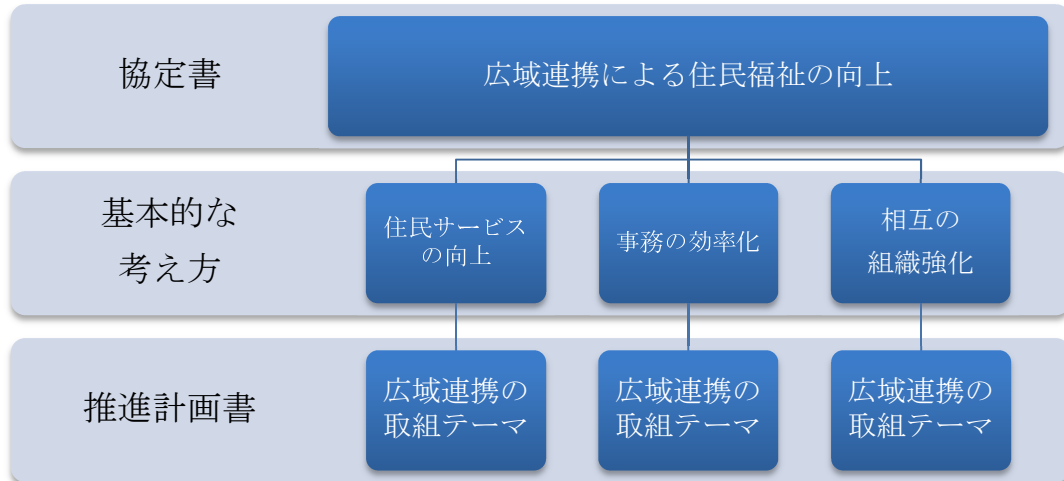 協定書
広域連携による住民福祉の向上
基本的な
考え方
住民サービス
の向上
事務の効率化
相互の
組織強化
推進計画書
広域連携の
取組テーマ
広域連携の
取組テーマ
広域連携の
取組テーマ